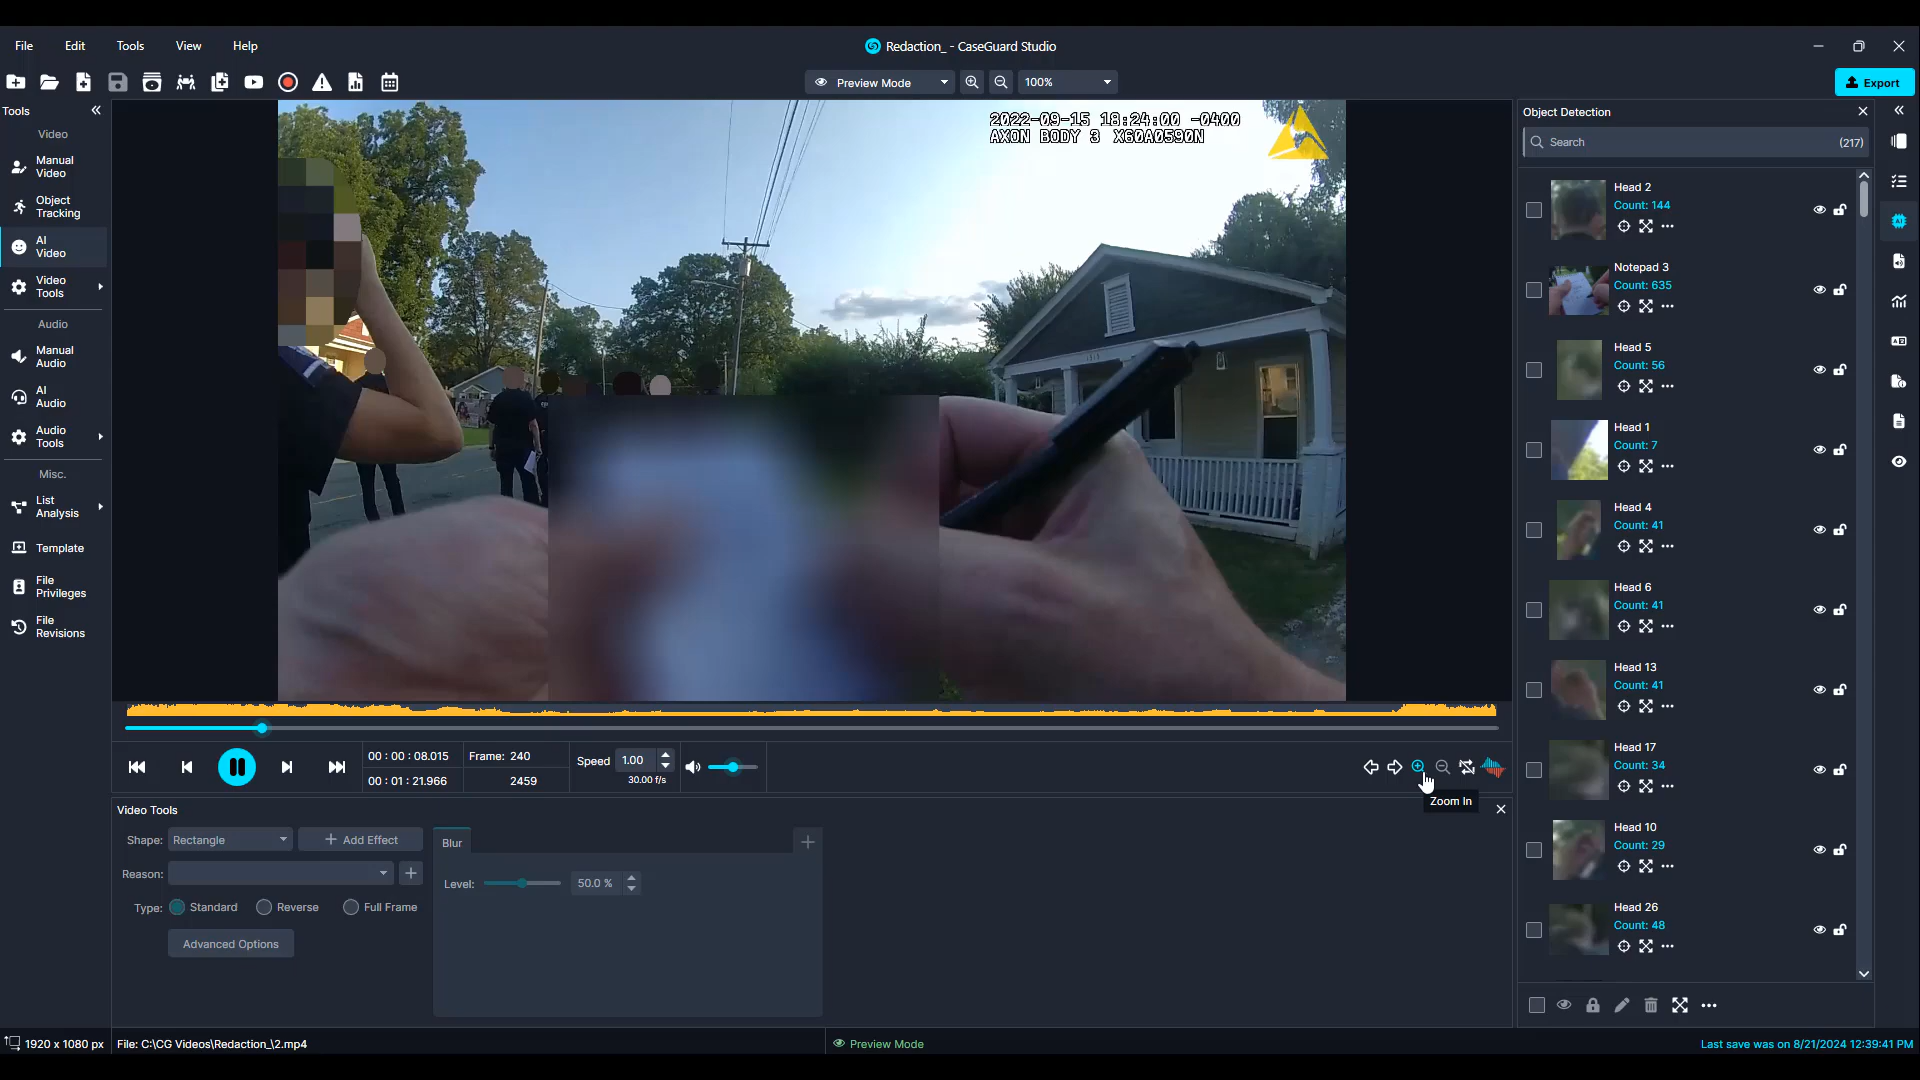 File Edit Tools View Help
Redaction_ - CaseGuard Studio
Preview Mode 100%
Export
Tools
Video
Manual Video
Object Tracking
AI Video
Video Tools
Audio
Manual Audio
AI Audio
Audio Tools
Misc.
List Analysis
Template
File Privileges
File Revisions
2022-09-15 18:24:00 -0400
AXON BODY 3 X60A0590N
Object Detection
Search (217)
Head 2
Count: 144
Notepad 3
Count: 635
Head 5
Count: 56
Head 1
Count: 7
Head 4
Count: 41
Head 6
Count: 41
Head 13
Count: 41
Head 17
Count: 34
Head 10
Count: 29
Head 26
Count: 48
00 : 00 : 08.015 Frame: 240
00 : 01 : 21.966 2459
Speed 1.00
30.00 f/s
Zoom In
Video Tools
Shape: Rectangle + Add Effect
Reason:
Type: Standard Reverse Full Frame
Advanced Options
Blur
Level: 50.0 %
1920 x 1080 px File: C:\CG Videos\Redaction_\2.mp4 Preview Mode Last save was on 8/21/2024 12:39:41 PM